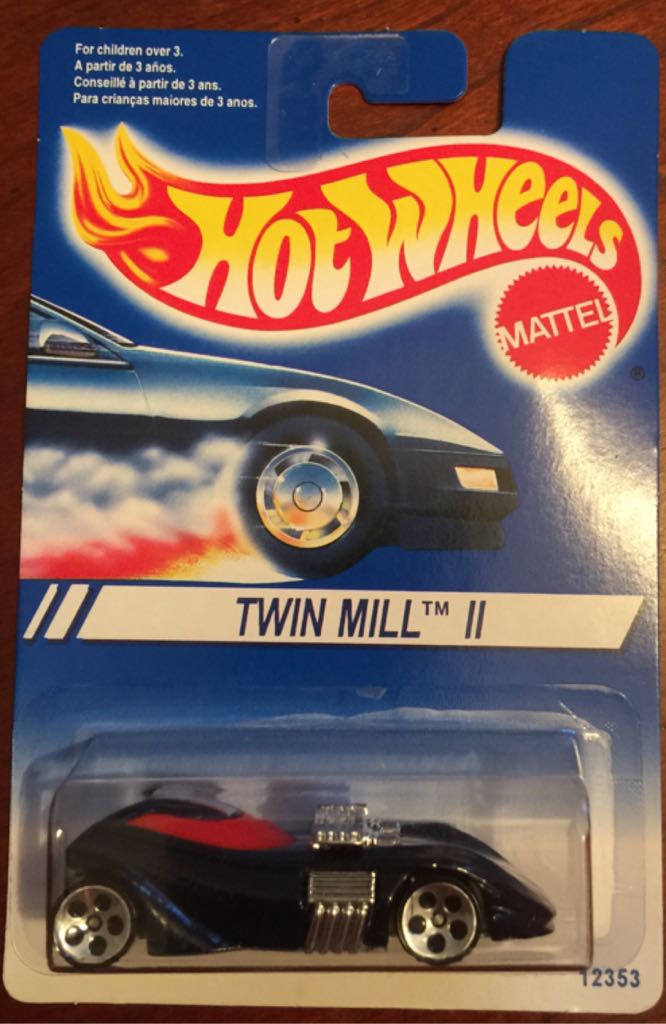 For children over 3.
A partir de 3 años.
Conseillé à partir de 3 ans.
Para crianças maiores de 3 anos.
HOT WHEELS
MATTEL
®
TWIN MILL™ II
12353